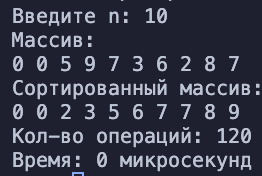 Введите n: 10
Массив:
0 0 5 9 7 3 6 2 8 7
Сортированный массив:
0 0 2 3 5 6 7 7 8 9
Кол-во операций: 120
Время: 0 микросекунд